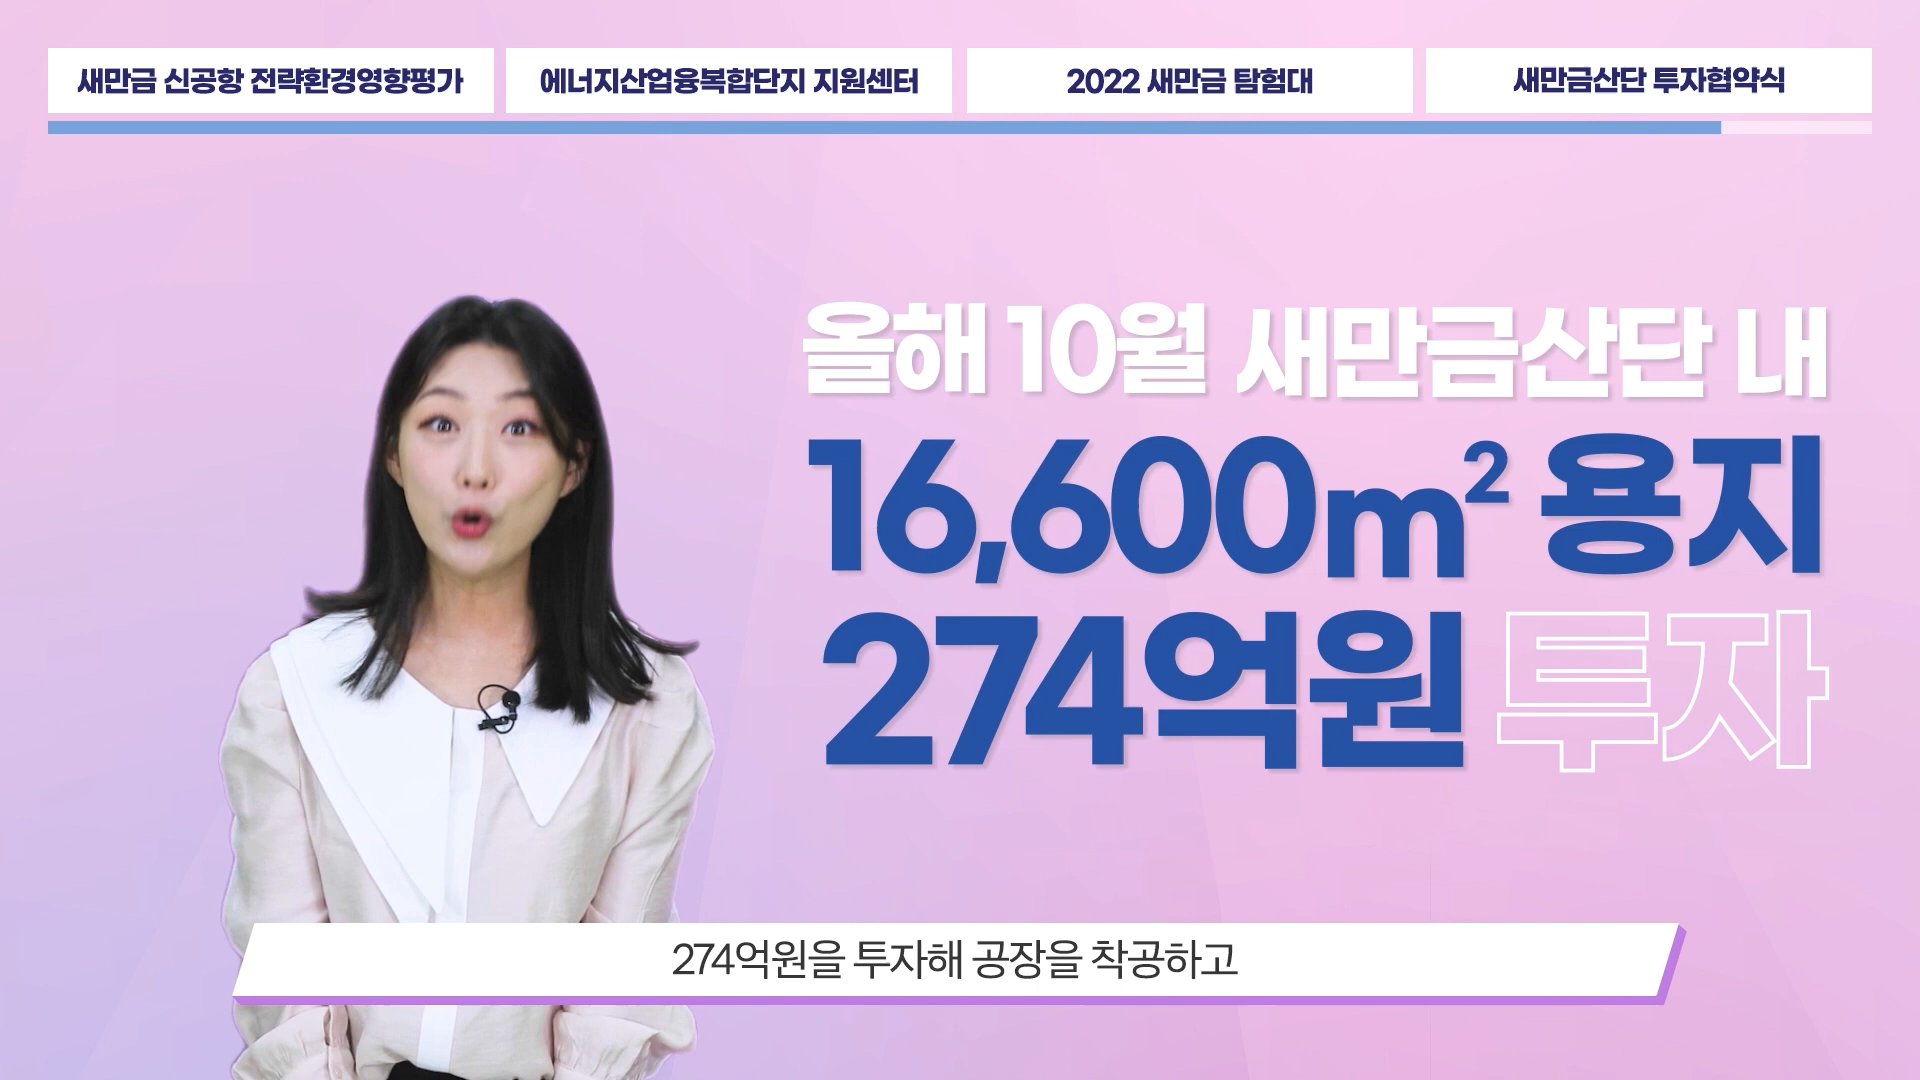 새만금 신공항 전략환경영향평가
에너지산업융복합단지 지원센터
2022 새만금 탐험대
새만금산단 투자협약식
올해 10월 새만금산단 내
16,600m² 용지
274억원 투자
274억원을 투자해 공장을 착공하고